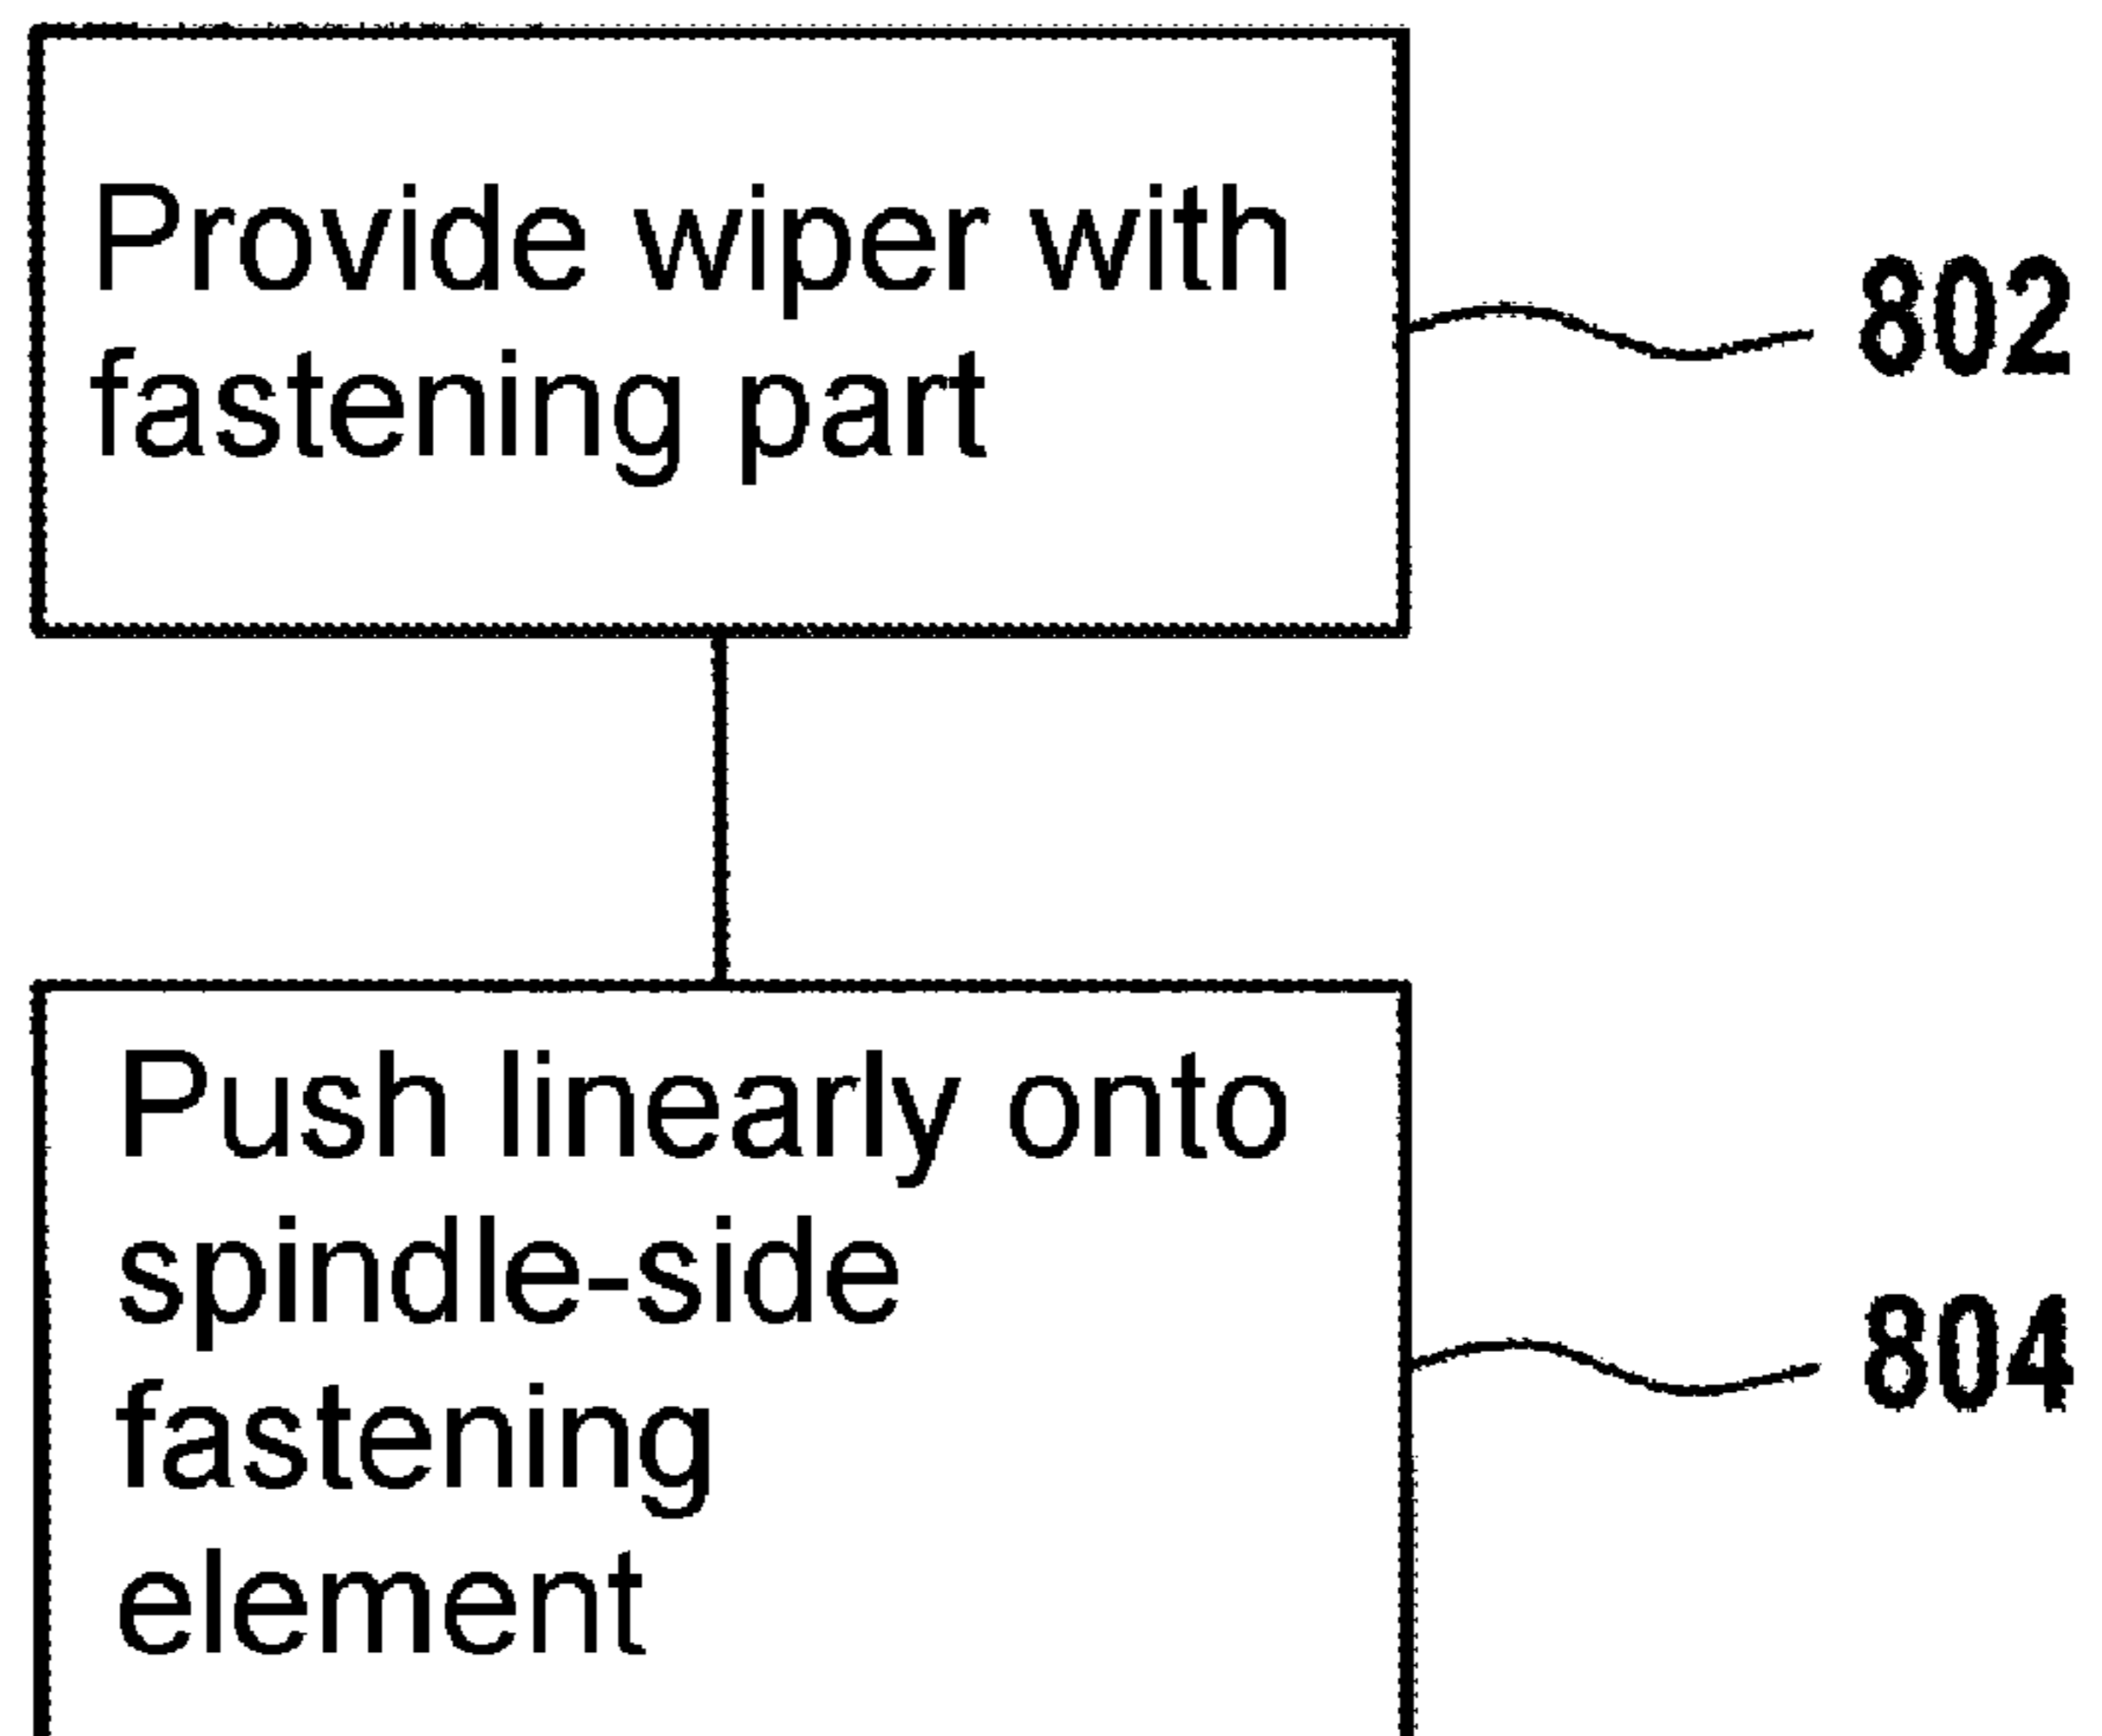 Provide wiper with
fastening part
802
Push linearly onto
spindle-side
fastening
element
804